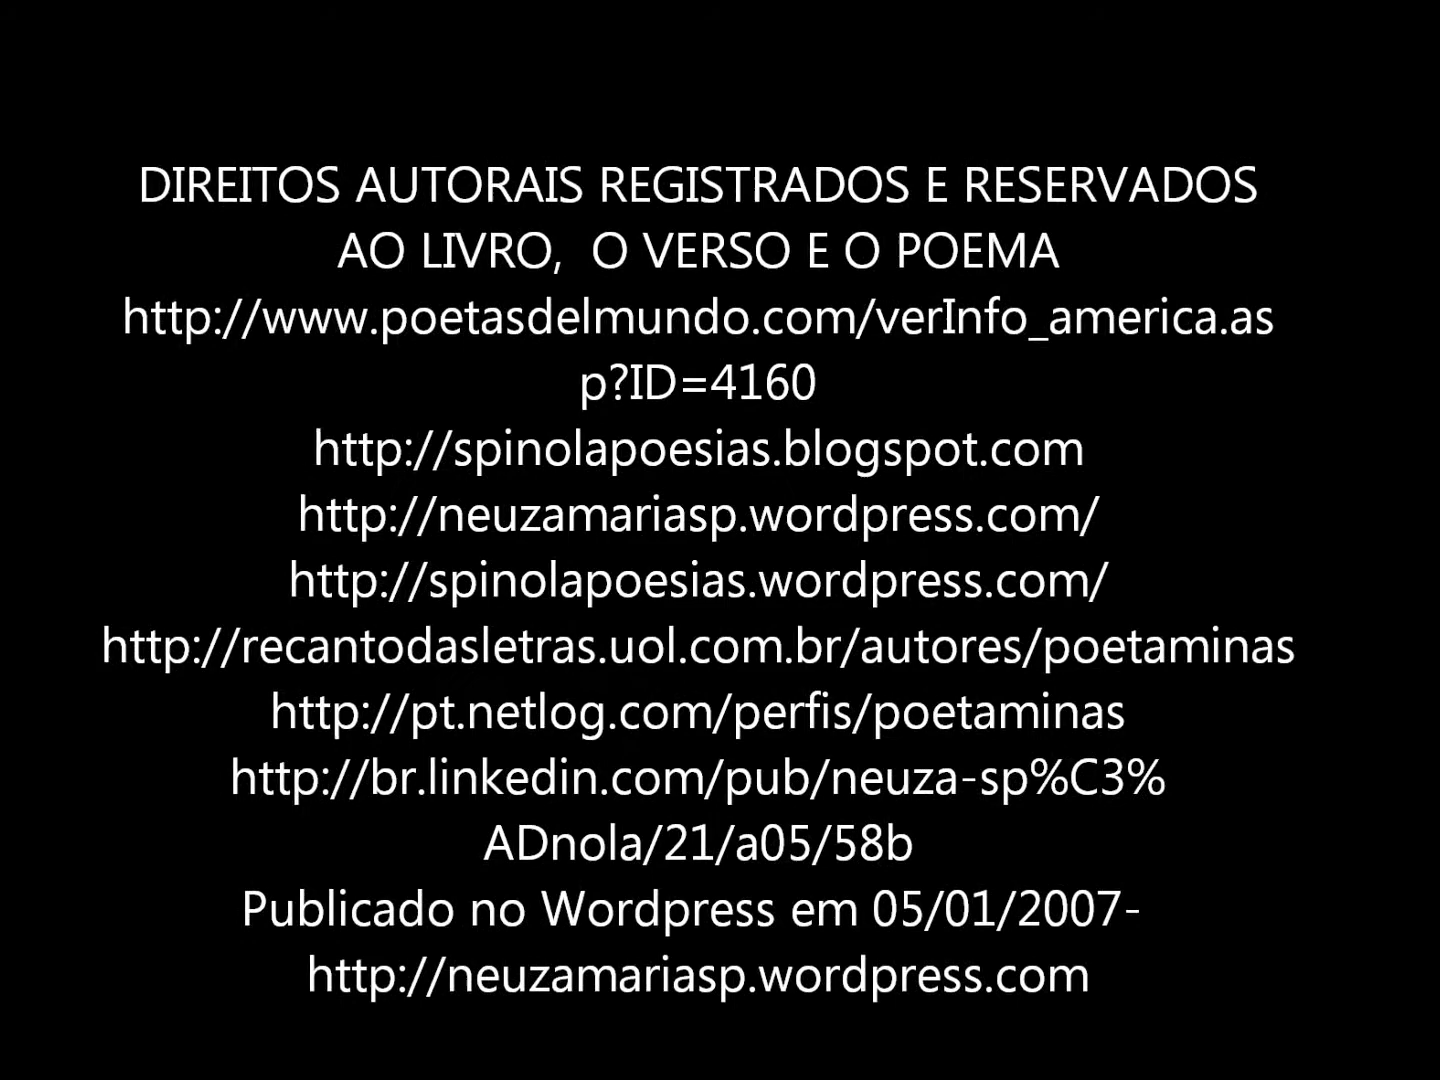 DIREITOS AUTORAIS REGISTRADOS E RESERVADOS
AO LIVRO,  O VERSO E O POEMA
http://www.poetasdelmundo.com/verInfo_america.as
p?ID=4160
http://spinolapoesias.blogspot.com
http://neuzamariasp.wordpress.com/
http://spinolapoesias.wordpress.com/
http://recantodasletras.uol.com.br/autores/poetaminas
http://pt.netlog.com/perfis/poetaminas
http://br.linkedin.com/pub/neuza-sp%C3%
ADnola/21/a05/58b
Publicado no Wordpress em 05/01/2007-
http://neuzamariasp.wordpress.com